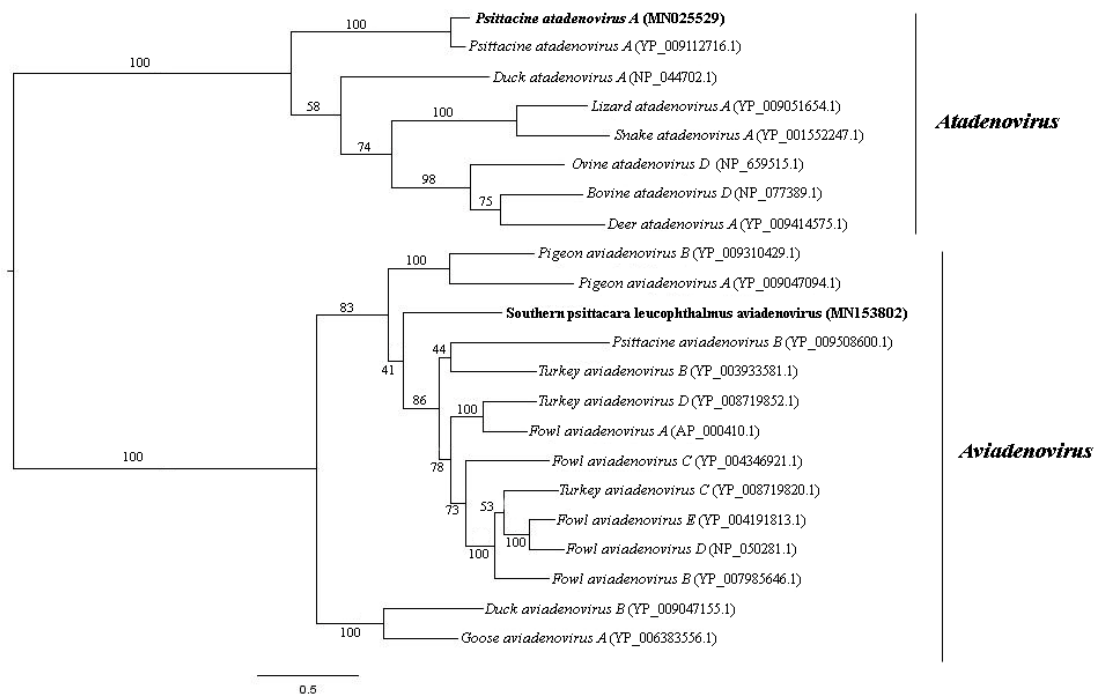 100
Psittacine atadenovirus A (MN025529)
Psittacine atadenovirus A (YP_009112716.1)
100
Duck atadenovirus A (NP_044702.1)
58
Lizard atadenovirus A (YP_009051654.1)
100
Snake atadenovirus A (YP_001552247.1)
Atadenovirus
74
Ovine atadenovirus D (NP_659515.1)
98
Bovine atadenovirus D (NP_077389.1)
75
Deer atadenovirus A (YP_009414575.1)
Pigeon aviadenovirus B (YP_009310429.1)
100
Pigeon aviadenovirus A (YP_009047094.1)
83
Southern psittacara leucophthalmus aviadenovirus (MN153802)
Psittacine aviadenovirus B (YP_009508600.1)
44
41
Turkey aviadenovirus B (YP_003933581.1)
86
Turkey aviadenovirus D (YP_008719852.1)
100
Fowl aviadenovirus A (AP_000410.1)
Aviadenovirus
100
78
Fowl aviadenovirus C (YP_004346921.1)
Turkey aviadenovirus C (YP_008719820.1)
53
73
Fowl aviadenovirus E (YP_004191813.1)
100
100
Fowl aviadenovirus D (NP_050281.1)
Fowl aviadenovirus B (YP_007985646.1)
Duck aviadenovirus B (YP_009047155.1)
100
Goose aviadenovirus A (YP_006383556.1)
0.5